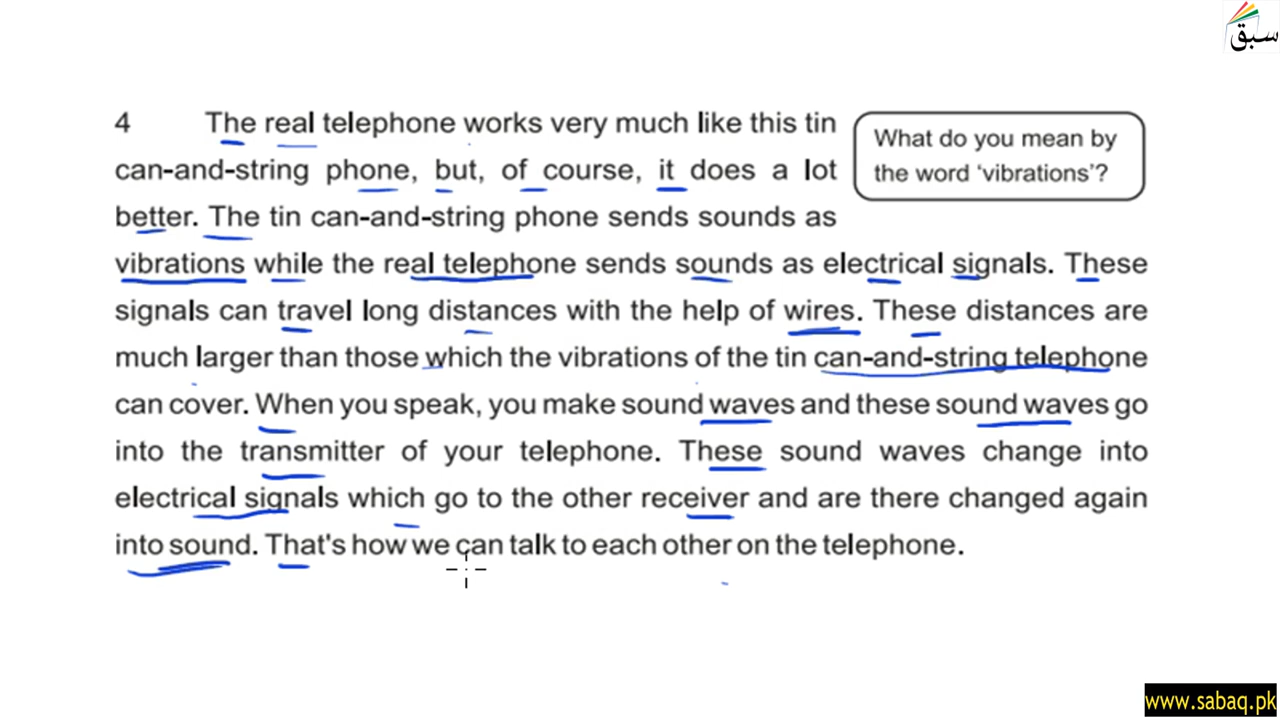 سبق
4 The real telephone works very much like this tin
can-and-string phone, but, of course, it does a lot
better. The tin can-and-string phone sends sounds as
What do you mean by
the word ‘vibrations’?
vibrations while the real telephone sends sounds as electrical signals. These
signals can travel long distances with the help of wires. These distances are
much larger than those which the vibrations of the tin can-and-string telephone
can cover. When you speak, you make sound waves and these sound waves go
into the transmitter of your telephone. These sound waves change into
electrical signals which go to the other receiver and are there changed again
into sound. That's how we can talk to each other on the telephone.
www.sabaq.pk